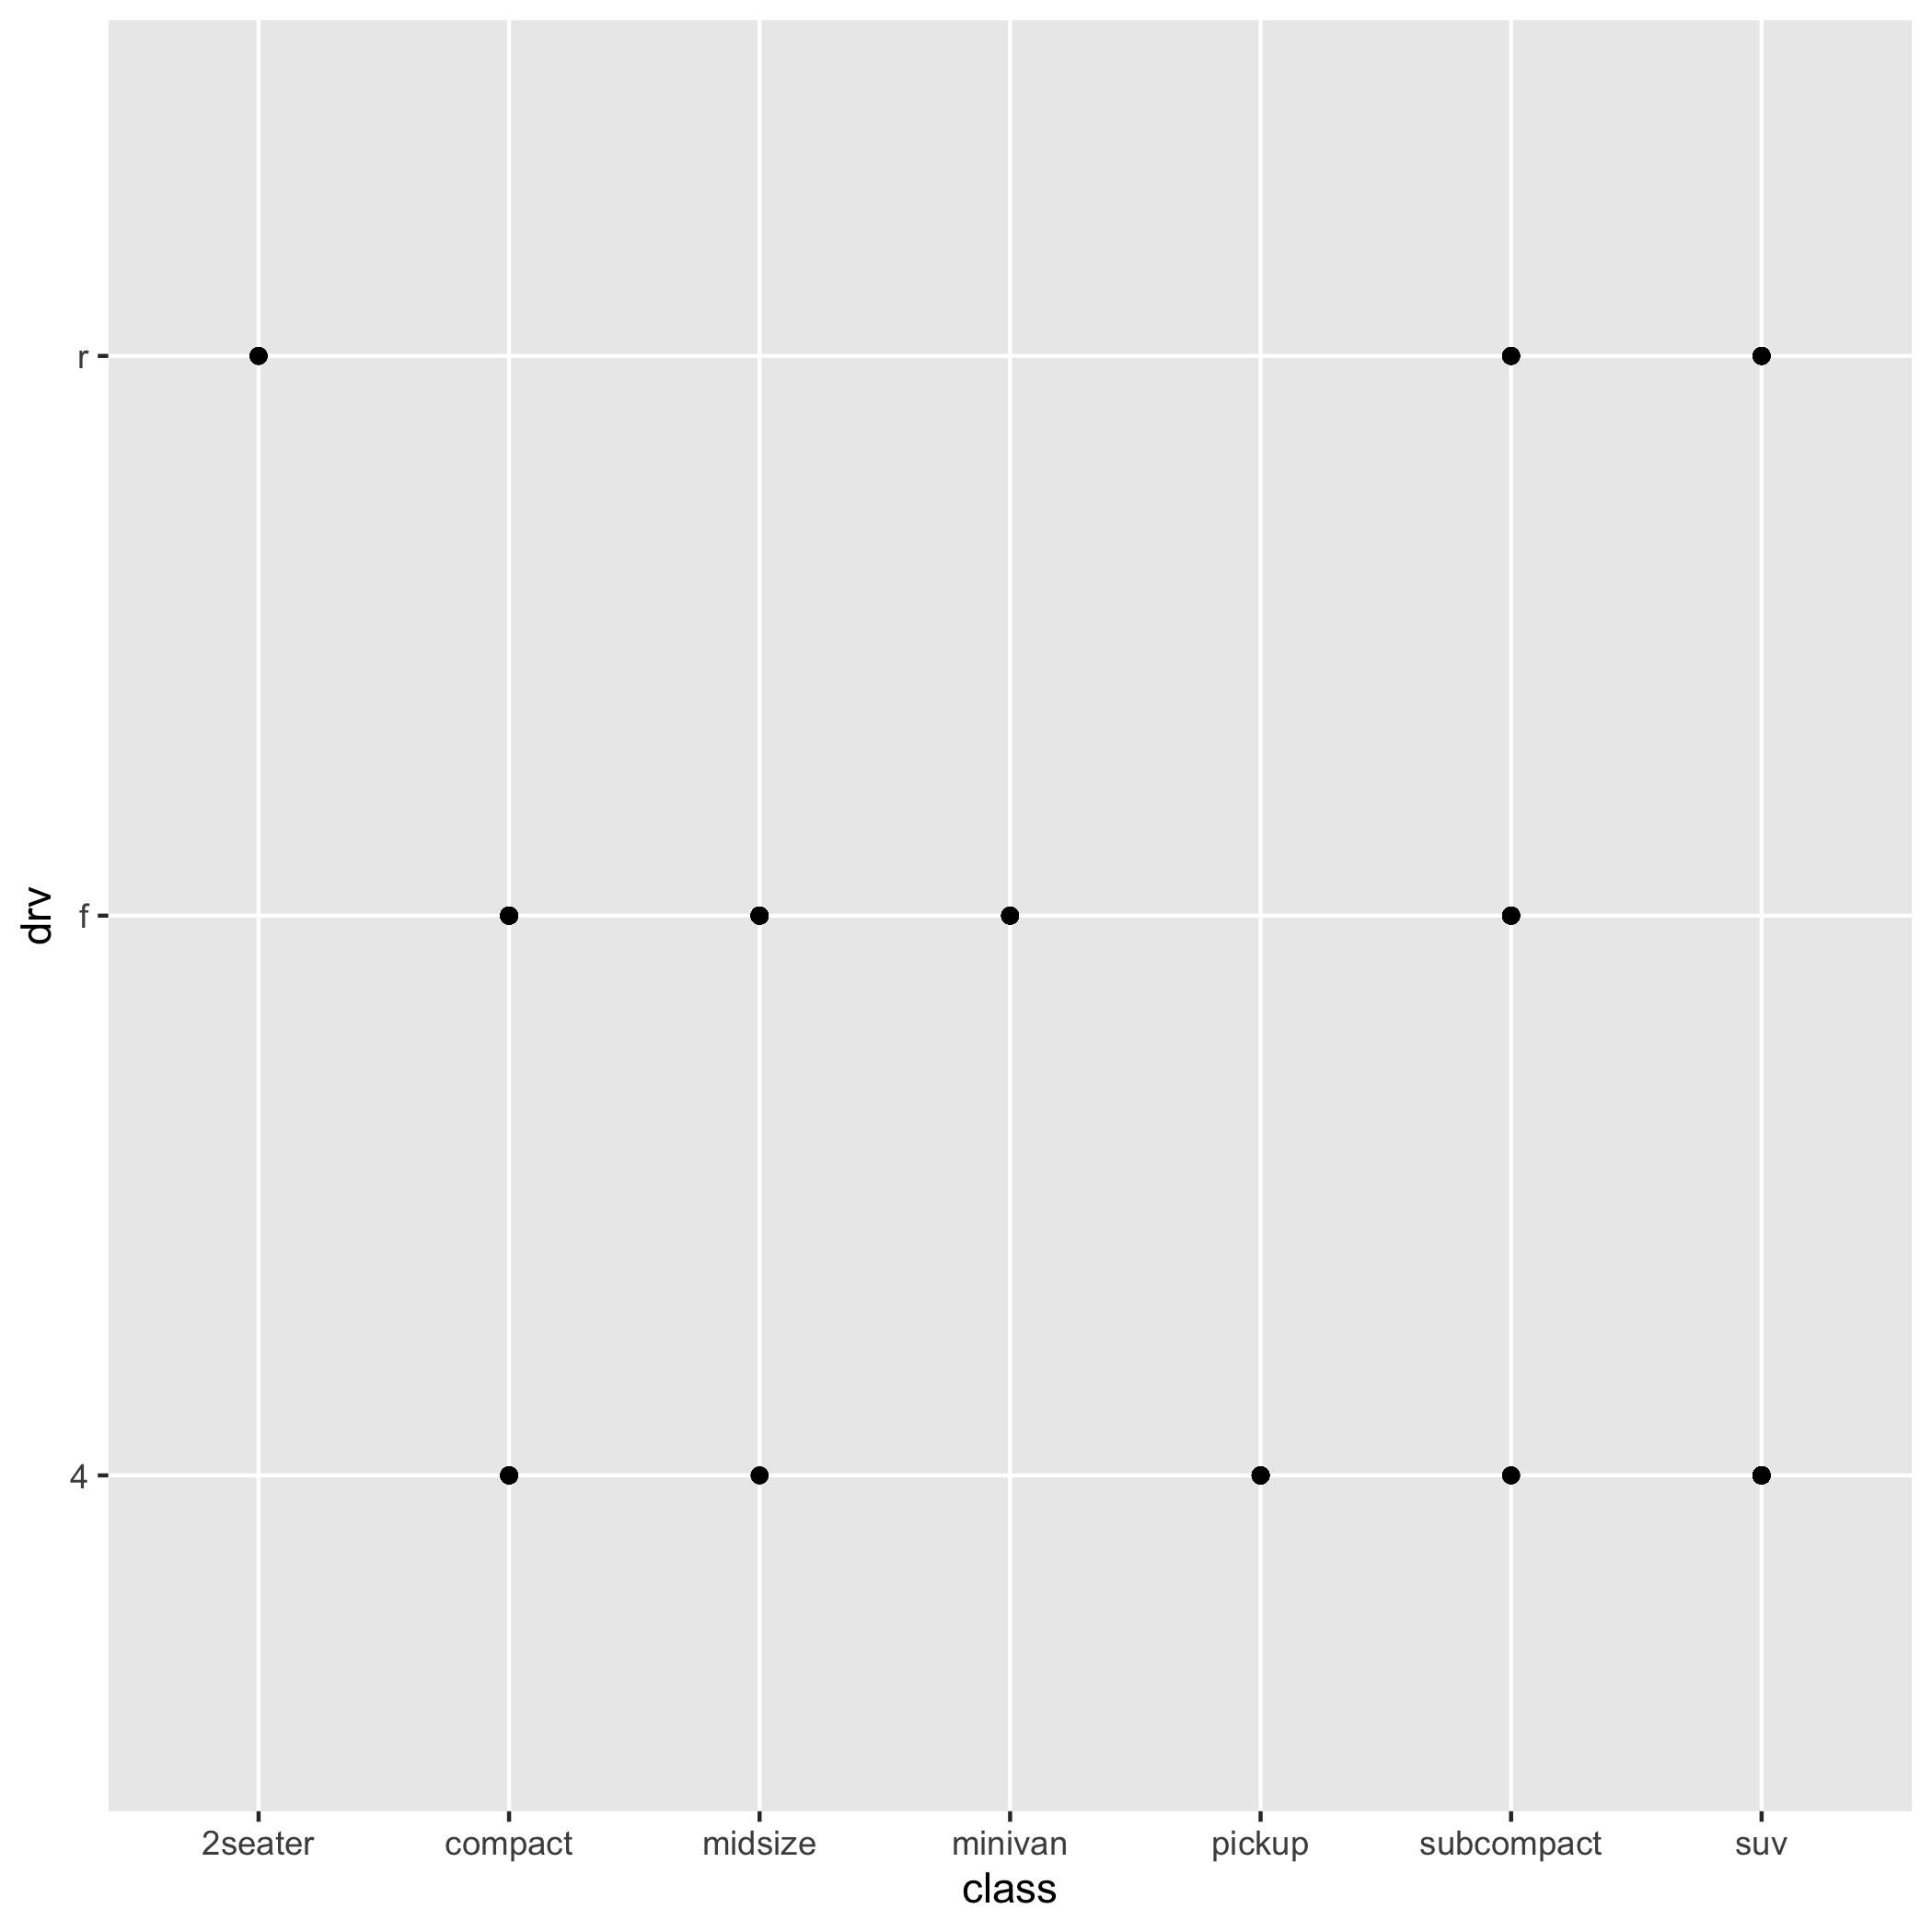 drv
r
f
4
2seater compact midsize minivan pickup subcompact suv
class